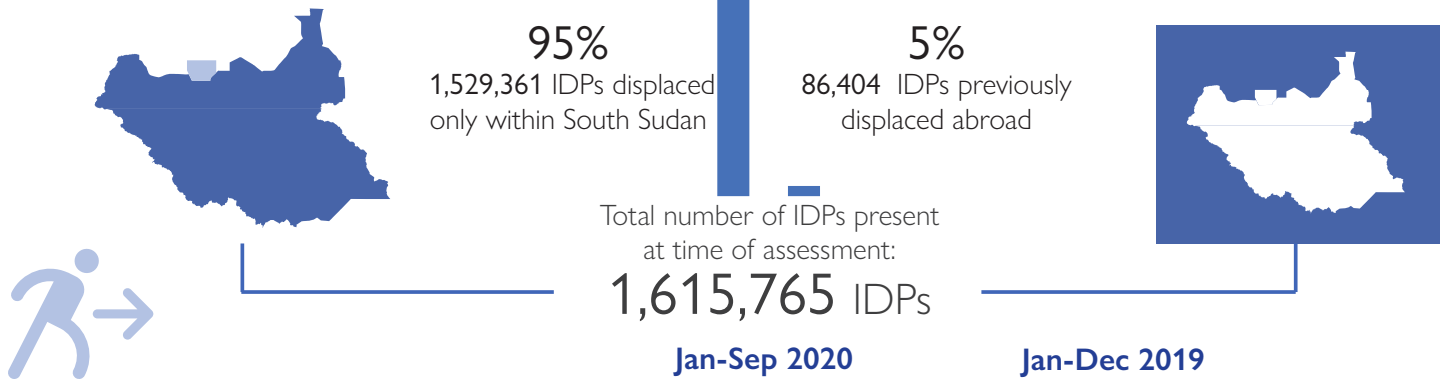 95%
1,529,361 IDPs displaced
only within South Sudan
5%
86,404 IDPs previously
displaced abroad
Total number of IDPs present
at time of assessment:
1,615,765 IDPs
Jan-Sep 2020
Jan-Dec 2019